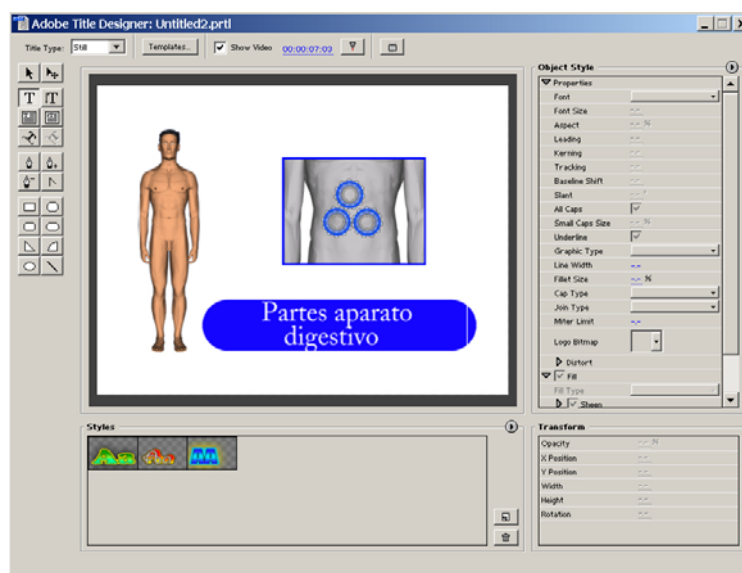 Adobe Title Designer: Untitled2.prtl
Title Type: Still Templates... Show Video 00:00:07:02
Object Style
Properties
Font
Font Size -.-
Aspect -.- %
Leading -.-
Kerning -.-
Tracking -.-
Baseline Shift -.-
Slant -.- °
All Caps
Small Caps Size -.- %
Underline
Graphic Type
Line Width -.-
Fillet Size -.- %
Cap Type
Join Type
Miter Limit -.-
Logo Bitmap
Distort
Fill
Fill Type
Sheen
Partes aparato
digestivo
Styles
Aa
Transform
Opacity -.- %
X Position -.-
Y Position -.-
Width -.-
Height -.-
Rotation -.-